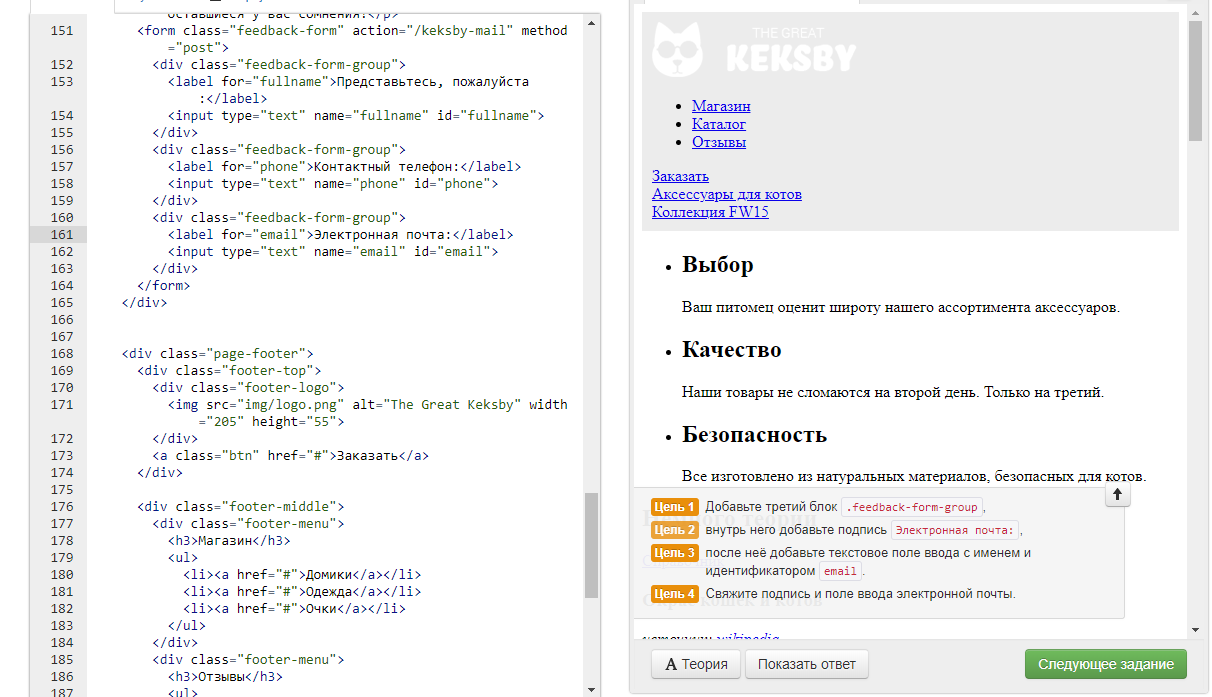 оставшиеся у вас сомнения:</p>
151 <form class="feedback-form" action="/keksby-mail" method
="post">
152 <div class="feedback-form-group">
153 <label for="fullname">Представьтесь, пожалуйста
:</label>
154 <input type="text" name="fullname" id="fullname">
155 </div>
156 <div class="feedback-form-group">
157 <label for="phone">Контактный телефон:</label>
158 <input type="text" name="phone" id="phone">
159 </div>
160 <div class="feedback-form-group">
161 <label for="email">Электронная почта:</label>
162 <input type="text" name="email" id="email">
163 </div>
164 </form>
165 </div>
166
167
168 <div class="page-footer">
169 <div class="footer-top">
170 <div class="footer-logo">
171 <img src="img/logo.png" alt="The Great Keksby" width
="205" height="55">
172 </div>
173 <a class="btn" href="#">Заказать</a>
174 </div>
175
176 <div class="footer-middle">
177 <div class="footer-menu">
178 <h3>Магазин</h3>
179 <ul>
180 <li><a href="#">Домики</a></li>
181 <li><a href="#">Одежда</a></li>
182 <li><a href="#">Очки</a></li>
183 </ul>
184 </div>
185 <div class="footer-menu">
186 <h3>Отзывы</h3>
187 <ul>
THE GREAT
KEKSBY
Магазин
Каталог
Отзывы
Заказать
Аксессуары для котов
Коллекция FW15
Выбор
Ваш питомец оценит широту нашего ассортимента аксессуаров.
Качество
Наши товары не сломаются на второй день. Только на третий.
Безопасность
Все изготовлено из натуральных материалов, безопасных для котов.
Цель 1 Добавьте третий блок .feedback-form-group,
Цель 2 внутрь него добавьте подпись Электронная почта:,
Цель 3 после неё добавьте текстовое поле ввода с именем и
идентификатором email.
Цель 4 Свяжите подпись и поле ввода электронной почты.
wikipedia
А Теория
Показать ответ
Следующее задание